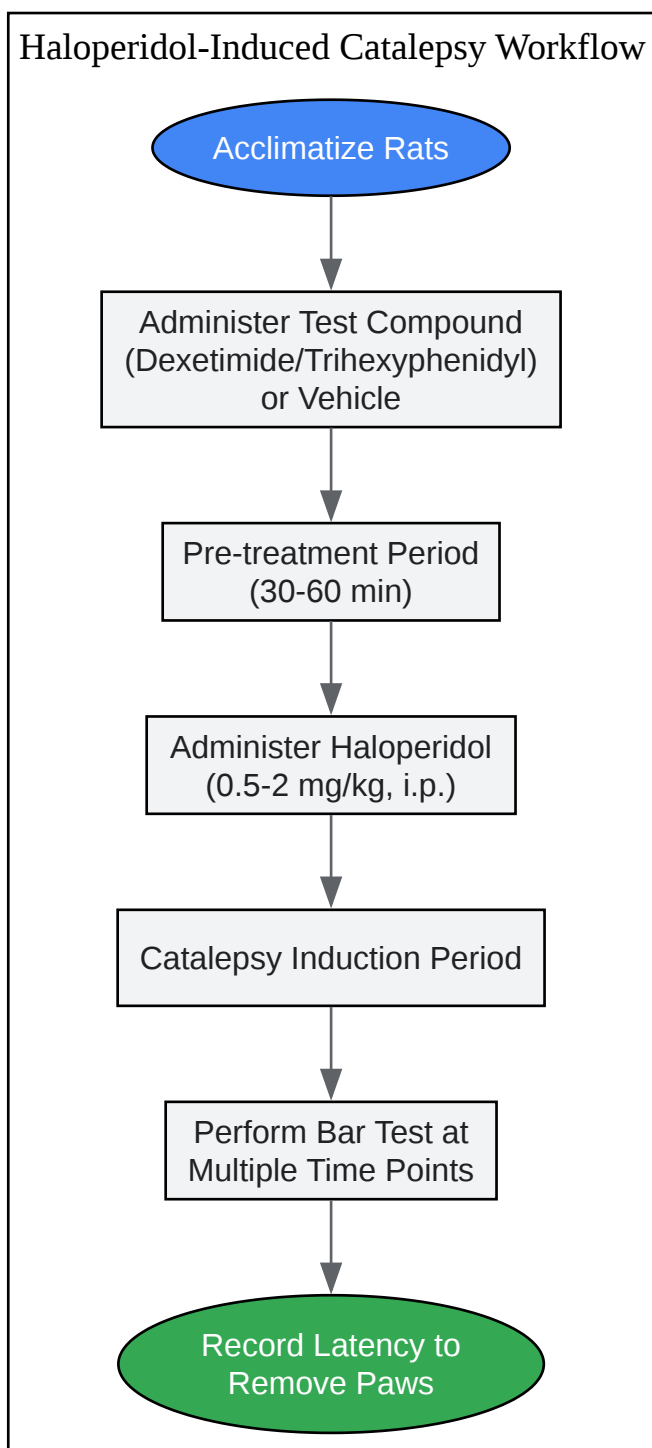 Haloperidol-Induced Catalepsy Workflow
Acclimatize Rats
Administer Test Compound
(Dexetimide/Trihexyphenidyl)
or Vehicle
Pre-treatment Period
(30-60 min)
Administer Haloperidol
(0.5-2 mg/kg, i.p.)
Catalepsy Induction Period
Perform Bar Test at
Multiple Time Points
Record Latency to
Remove Paws